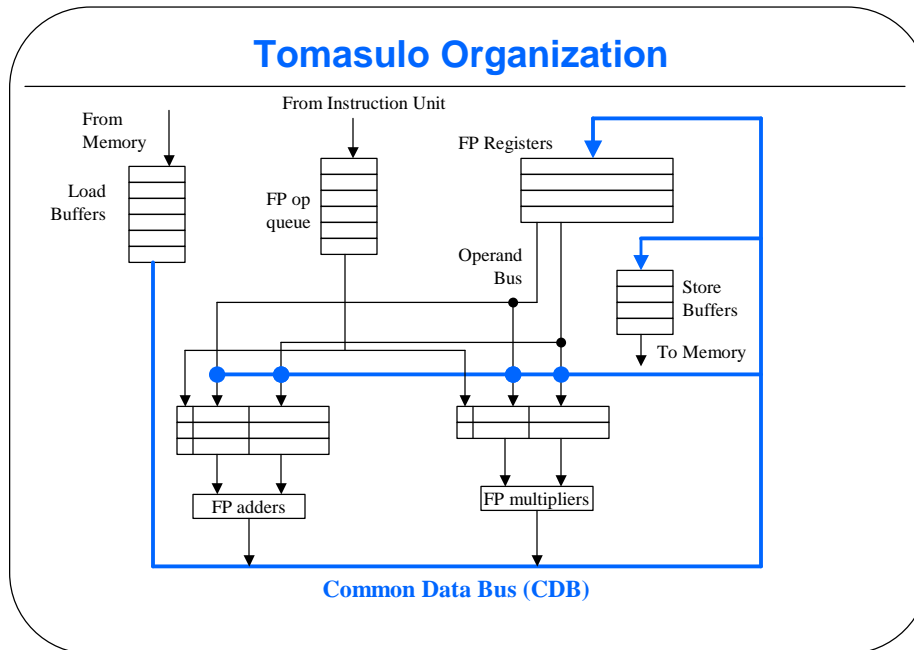 Tomasulo Organization
From Instruction Unit
From
Memory
FP Registers
Load
Buffers
FP op
queue
Operand
Bus
Store
Buffers
To Memory
FP adders
FP multipliers
Common Data Bus (CDB)